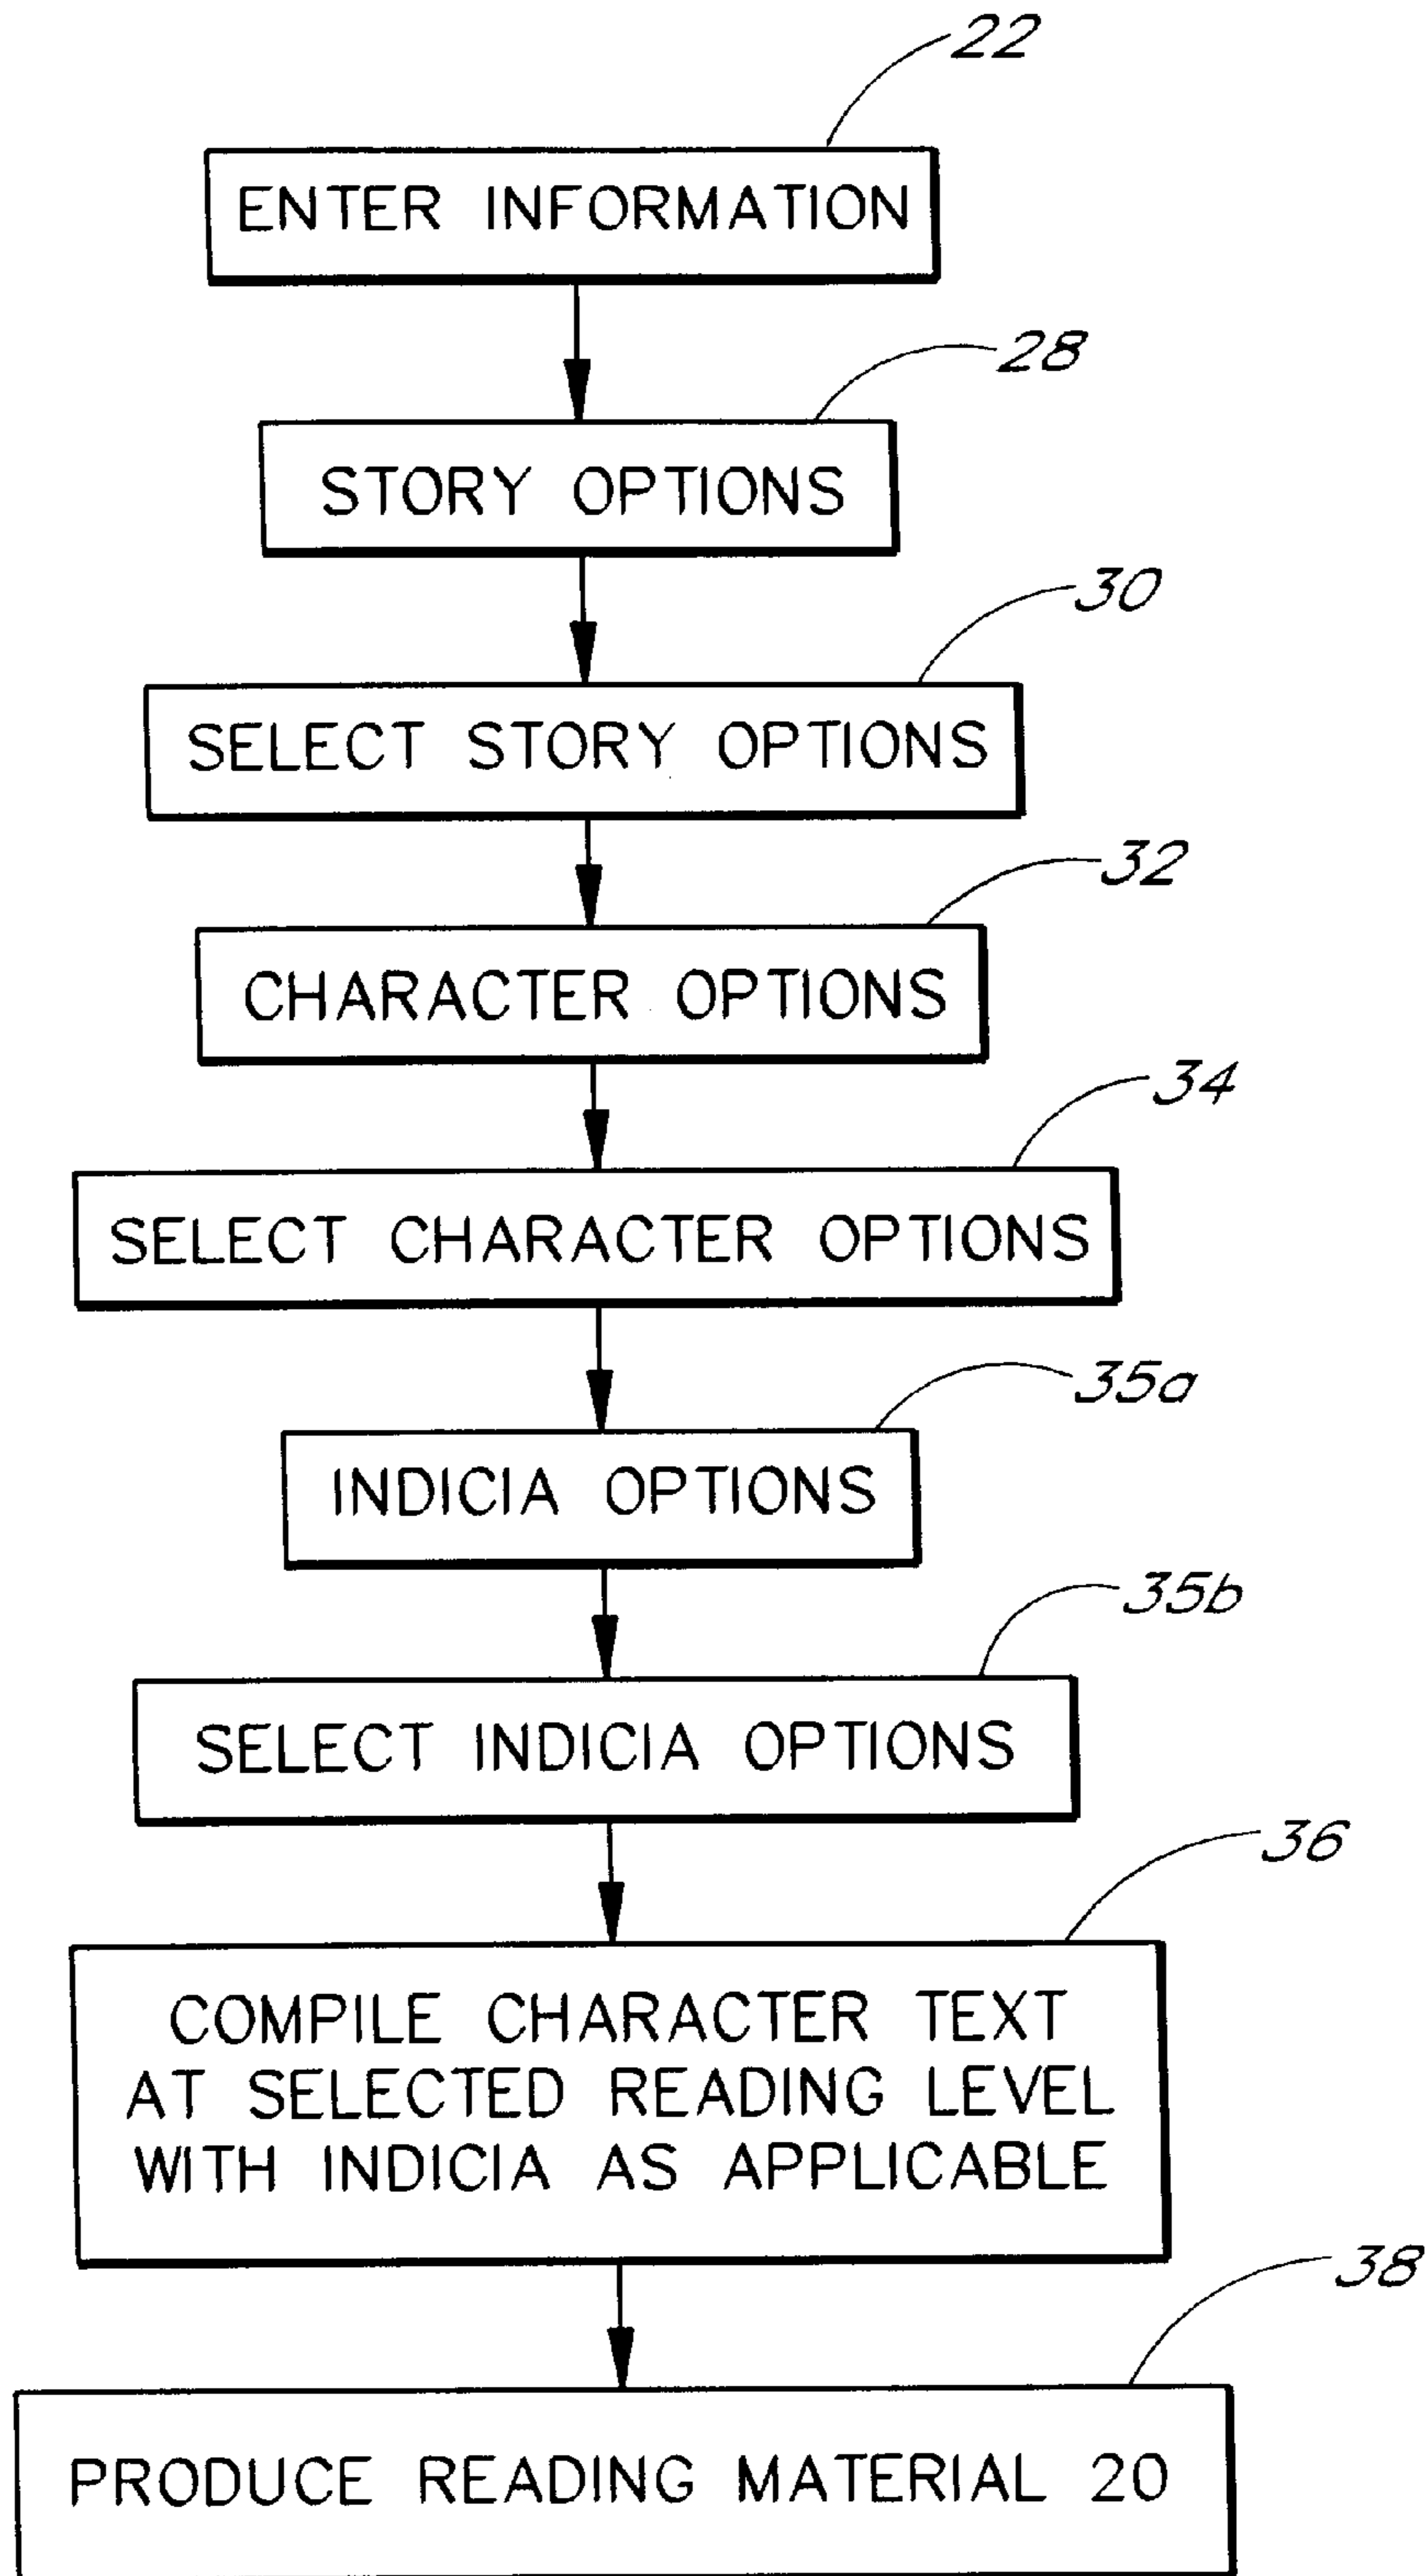 22
ENTER INFORMATION
28
STORY OPTIONS
30
SELECT STORY OPTIONS
32
CHARACTER OPTIONS
34
SELECT CHARACTER OPTIONS
35a
INDICIA OPTIONS
35b
SELECT INDICIA OPTIONS
36
COMPILE CHARACTER TEXT
AT SELECTED READING LEVEL
WITH INDICIA AS APPLICABLE
38
PRODUCE READING MATERIAL 20